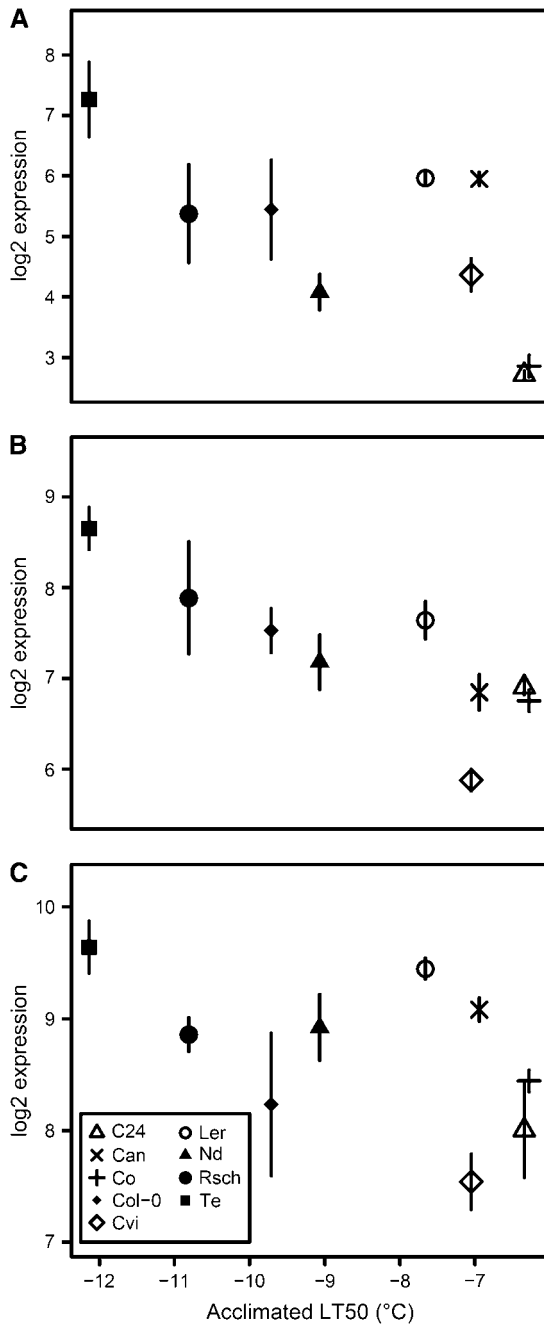 A
log2 expression
8
7
6
5
4
3
B
log2 expression
9
8
7
6
C
log2 expression
10
9
8
7
C24
Can
Co
Col-0
Cvi
Ler
Nd
Rsch
Te
−12 −11 −10 −9 −8 −7
Acclimated LT50 (°C)